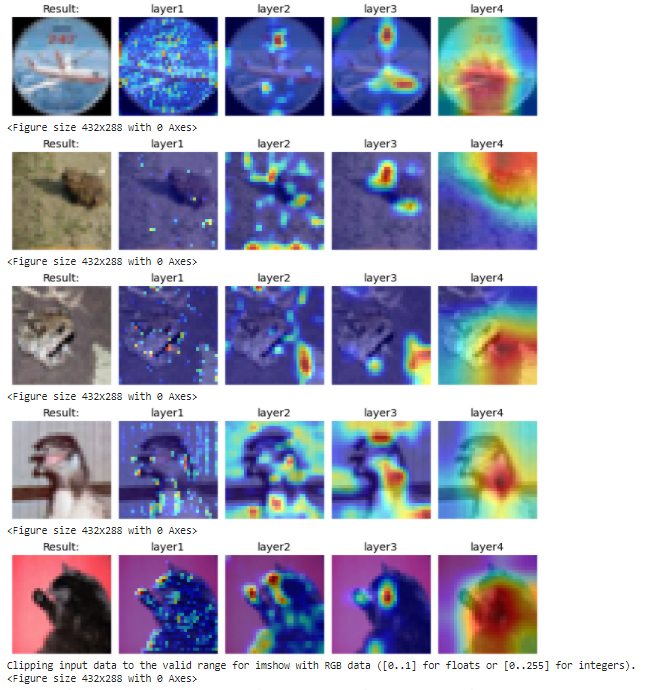 Result: layer1 layer2 layer3 layer4
<Figure size 432x288 with 0 Axes>
Result: layer1 layer2 layer3 layer4
<Figure size 432x288 with 0 Axes>
Result: layer1 layer2 layer3 layer4
<Figure size 432x288 with 0 Axes>
Result: layer1 layer2 layer3 layer4
<Figure size 432x288 with 0 Axes>
Result: layer1 layer2 layer3 layer4
Clipping input data to the valid range for imshow with RGB data ([0..1] for floats or [0..255] for integers).
<Figure size 432x288 with 0 Axes>